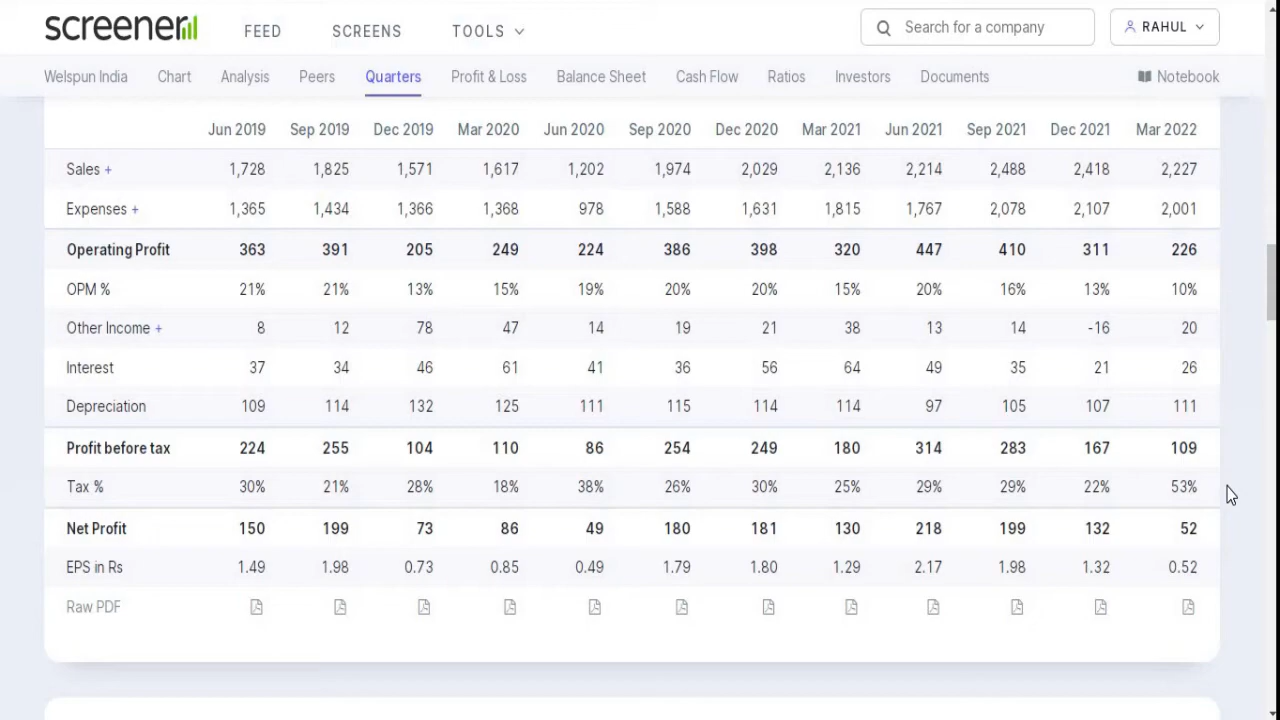 screener FEED SCREENS TOOLS Search for a company RAHUL
Welspun India Chart Analysis Peers Quarters Profit & Loss Balance Sheet Cash Flow Ratios Investors Documents Notebook
Jun 2019 Sep 2019 Dec 2019 Mar 2020 Jun 2020 Sep 2020 Dec 2020 Mar 2021 Jun 2021 Sep 2021 Dec 2021 Mar 2022
Sales + 1,728 1,825 1,571 1,617 1,202 1,974 2,029 2,136 2,214 2,488 2,418 2,227
Expenses + 1,365 1,434 1,366 1,368 978 1,588 1,631 1,815 1,767 2,078 2,107 2,001
Operating Profit 363 391 205 249 224 386 398 320 447 410 311 226
OPM % 21% 21% 13% 15% 19% 20% 20% 15% 20% 16% 13% 10%
Other Income + 8 12 78 47 14 19 21 38 13 14 -16 20
Interest 37 34 46 61 41 36 56 64 49 35 21 26
Depreciation 109 114 132 125 111 115 114 114 97 105 107 111
Profit before tax 224 255 104 110 86 254 249 180 314 283 167 109
Tax % 30% 21% 28% 18% 38% 26% 30% 25% 29% 29% 22% 53%
Net Profit 150 199 73 86 49 180 181 130 218 199 132 52
EPS in Rs 1.49 1.98 0.73 0.85 0.49 1.79 1.80 1.29 2.17 1.98 1.32 0.52
Raw PDF